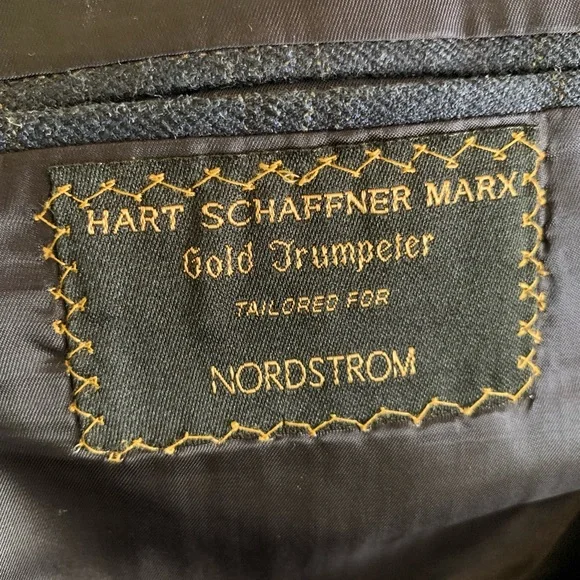 HART SCHAFFNER MARX
Gold Trumpeter
TAILORED FOR
NORDSTROM